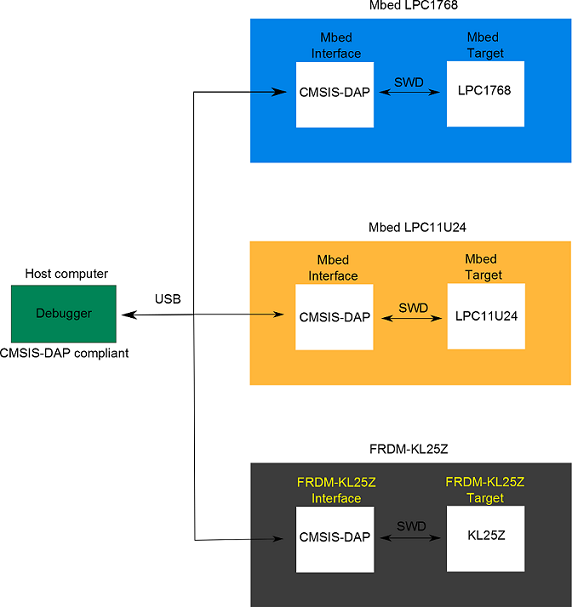 Mbed LPC1768
Mbed
Interface
Mbed
Target
CMSIS-DAP
SWD
LPC1768
Mbed LPC11U24
Mbed
Interface
Mbed
Target
CMSIS-DAP
SWD
LPC11U24
Host computer
Debugger
CMSIS-DAP compliant
USB
FRDM-KL25Z
FRDM-KL25Z
Interface
FRDM-KL25Z
Target
CMSIS-DAP
SWD
KL25Z